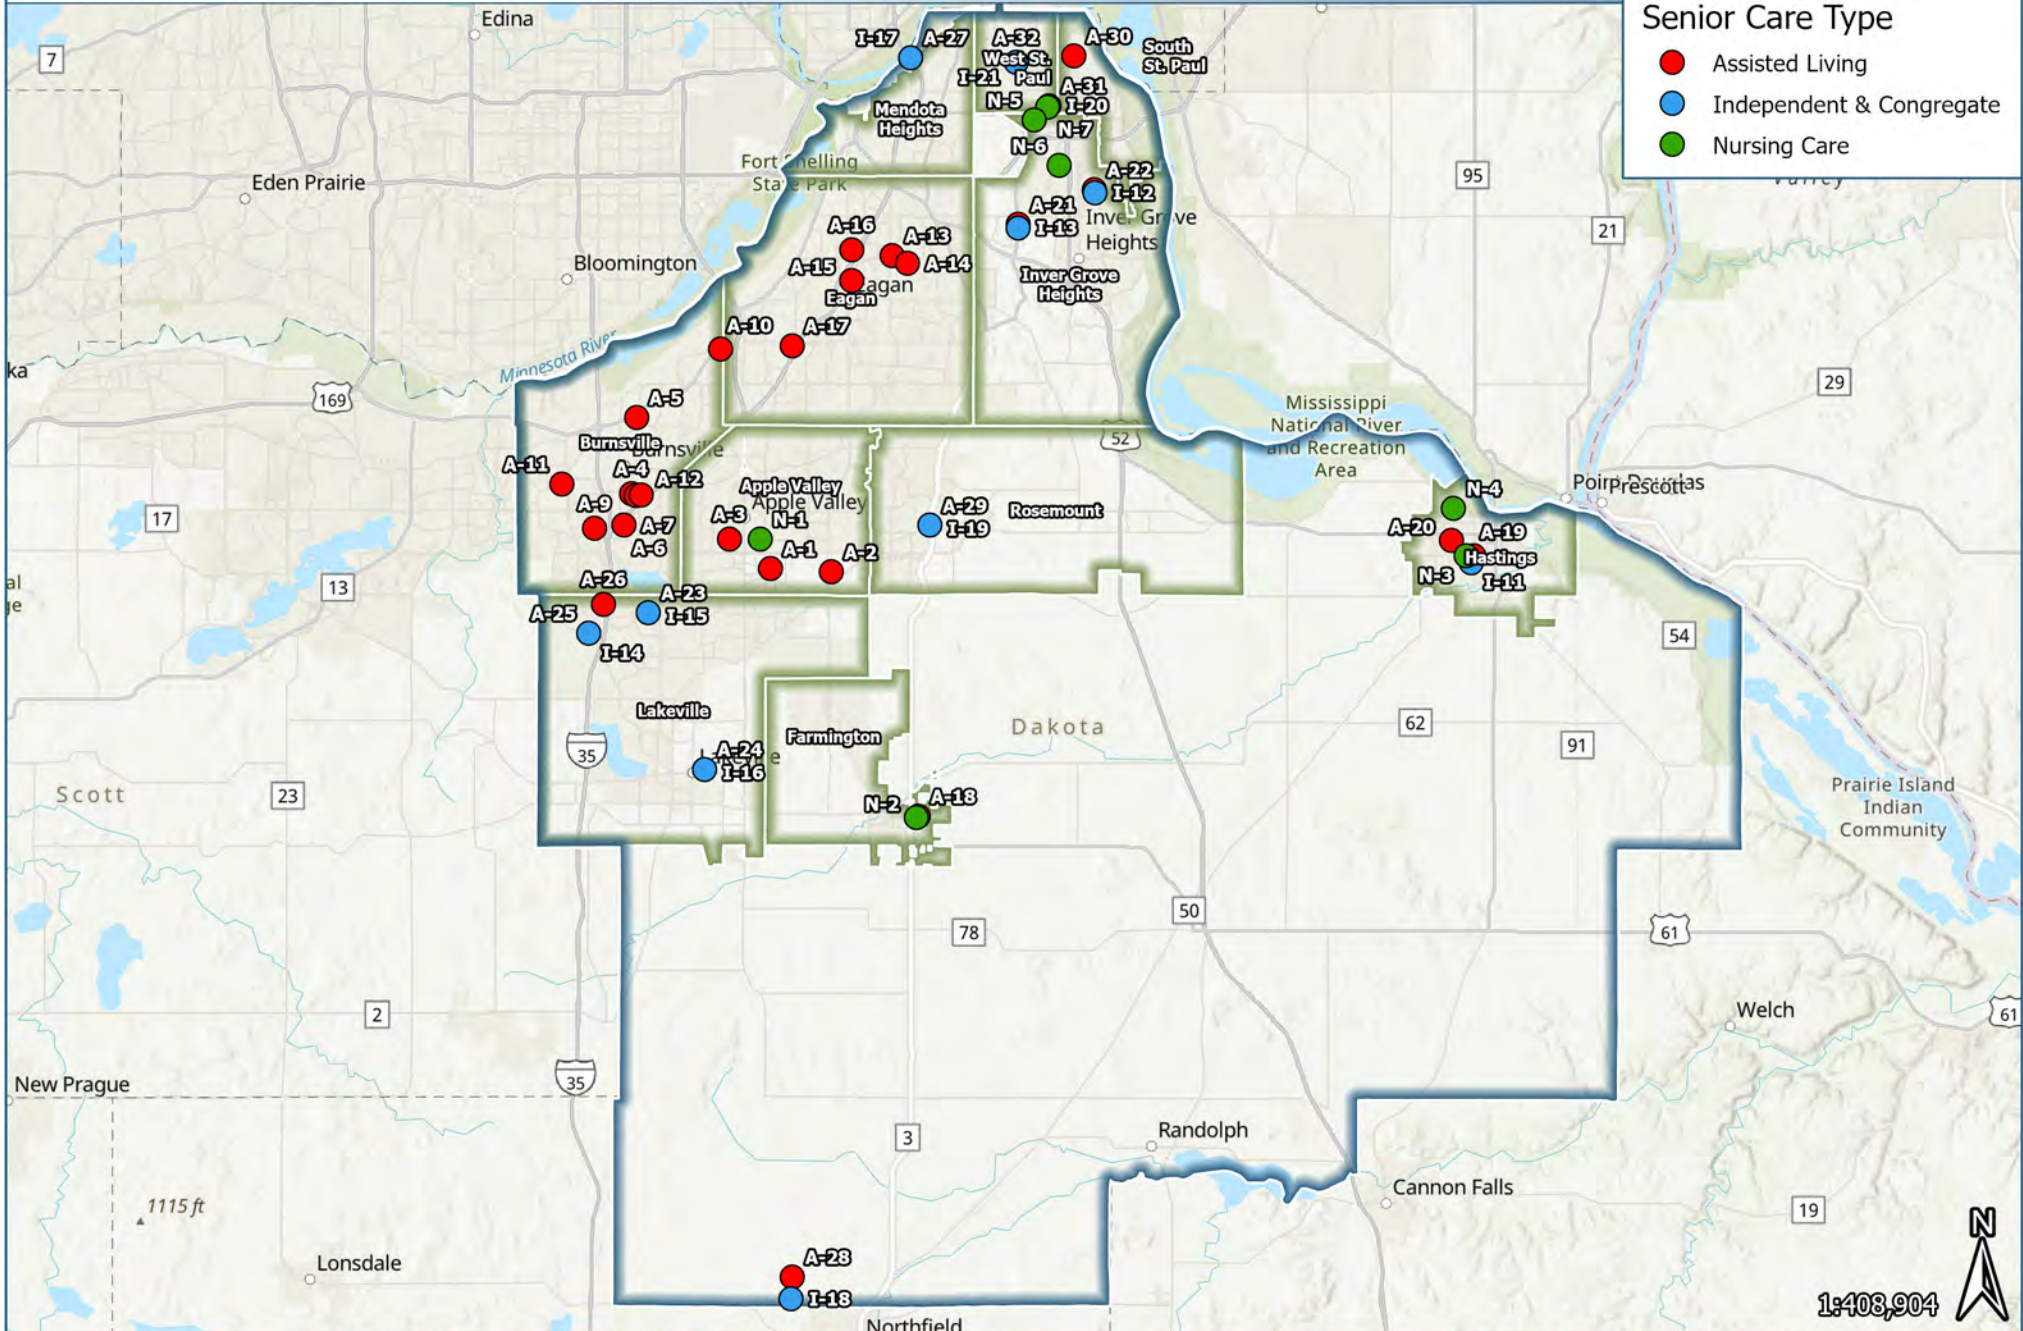 Senior Care Type
Assisted Living
Independent & Congregate
Nursing Care
Edina
7
I-17
A-27
A-32
A-30
West St.
Paul
I-21
South
St. Paul
A-31
N-5
I-20
N-7
N-6
Mendota
Heights
Fort Snelling
State Park
Eden Prairie
95
Valley
A-22
I-12
A-21
I-13
Inver Grove
Heights
Inver Grove
Heights
21
A-16
A-13
A-14
A-15
Eagan
Eagan
Bloomington
A-10
A-17
Minnesota River
ka
169
29
A-5
Burnsville
Burnsville
52
Mississippi
National River
and Recreation
Area
A-11
A-4
A-12
A-9
A-7
A-6
Apple Valley
Apple Valley
A-3
N-1
A-1
A-2
A-29
I-19
Rosemount
N-4
A-20
A-19
Hastings
N-3
I-11
Point Douglas
Prescott
17
13
al
ge
A-26
A-23
A-25
I-15
I-14
54
Lakeville
Farmington
Dakota
62
91
35
A-24
I-16
Scott
23
N-2
A-18
Prairie Island
Indian
Community
50
78
61
2
Welch
61
New Prague
35
3
Randolph
Cannon Falls
1115 ft
19
Lonsdale
A-28
I-18
Northfield
N
1:408,904